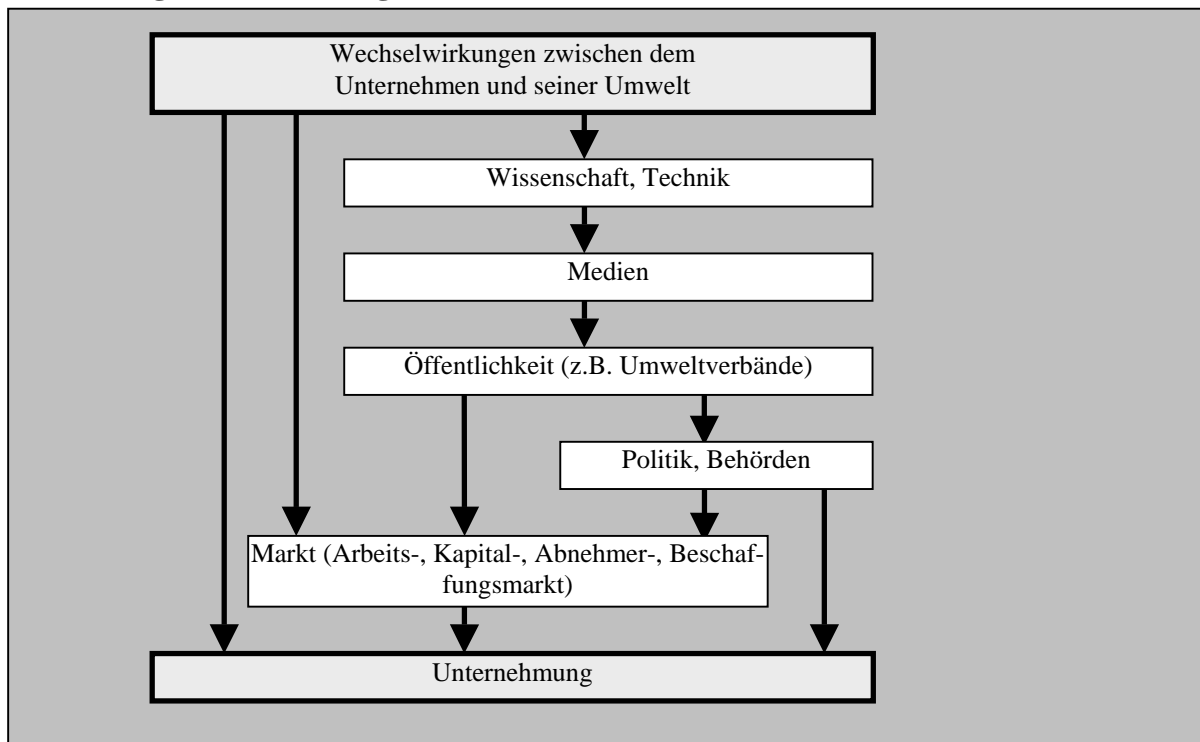 Wechselwirkungen zwischen dem
Unternehmen und seiner Umwelt
Wissenschaft, Technik
Medien
Öffentlichkeit (z.B. Umweltverbände)
Politik, Behörden
Markt (Arbeits-, Kapital-, Abnehmer-, Beschaf-
fungsmarkt)
Unternehmung